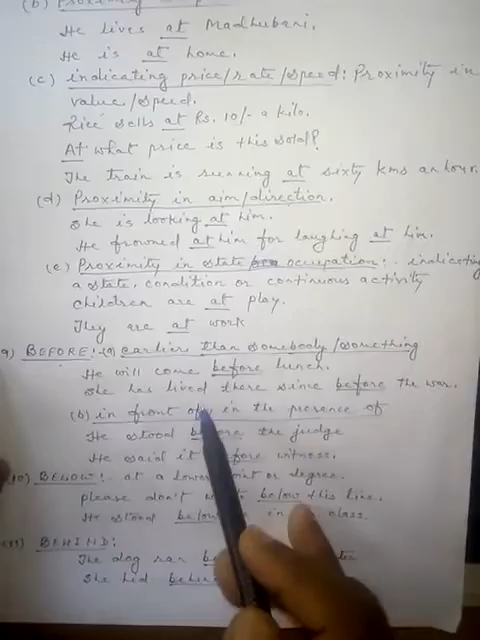 (b) Proximity
He lives at Madhubani.
He is at home.
(c) indicating price/rate/speed: Proximity in
value/speed.
Rice sells at Rs. 10/- a kilo.
At what price is this sold?
The train is running at sixty kms an hour.
(d) Proximity in aim/direction.
She is looking at him.
He frowned at him for laughing at him.
(e) Proximity in state occupation: indicating
a state, condition or continuous activity
children are at play.
They are at work
9) BEFORE: (a) earlier than somebody/something
He will come before lunch.
She has lived there since before the war.
(b) in front of, in the presence of
He stood before the judge
He said it before witness.
(10) BELOW: at a lower point or degree.
please don't below this line.
He stood below in class.
BEHIND:
The dog ran
She hid behind